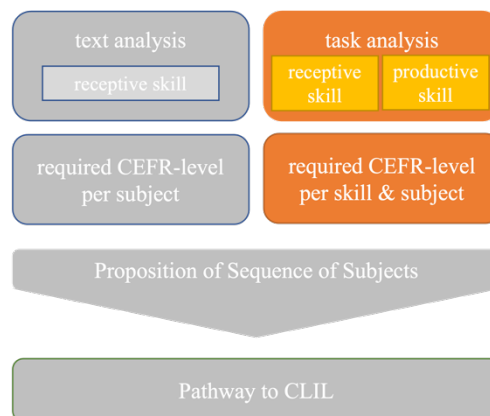 text analysis
receptive skill
task analysis
receptive
skill
productive
skill
required CEFR-level
per subject
required CEFR-level
per skill & subject
Proposition of Sequence of Subjects
Pathway to CLIL